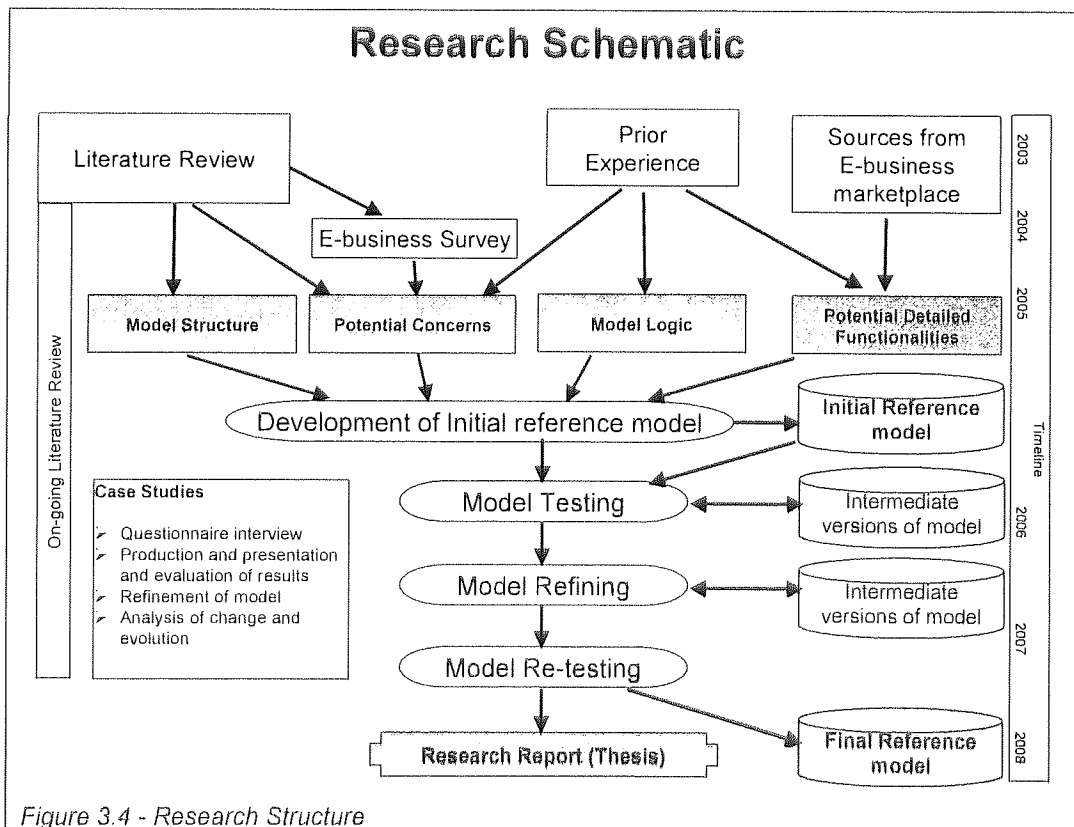 Research Schematic
Literature Review
Prior
Experience
Sources from
E-business
marketplace
E-business Survey
Model Structure
Potential Concerns
Model Logic
Potential Detailed
Functionalities
Development of Initial reference model
Initial Reference
model
Model Testing
Intermediate
versions of model
Model Refining
Intermediate
versions of model
Model Re-testing
Research Report (Thesis)
Final Reference
model
Case Studies
➢ Questionnaire interview
➢ Production and presentation
and evaluation of results
➢ Refinement of model
➢ Analysis of change and
evolution
On-going Literature Review
2003
2004
2005
2006
2007
2008
Timeline
Figure 3.4 - Research Structure